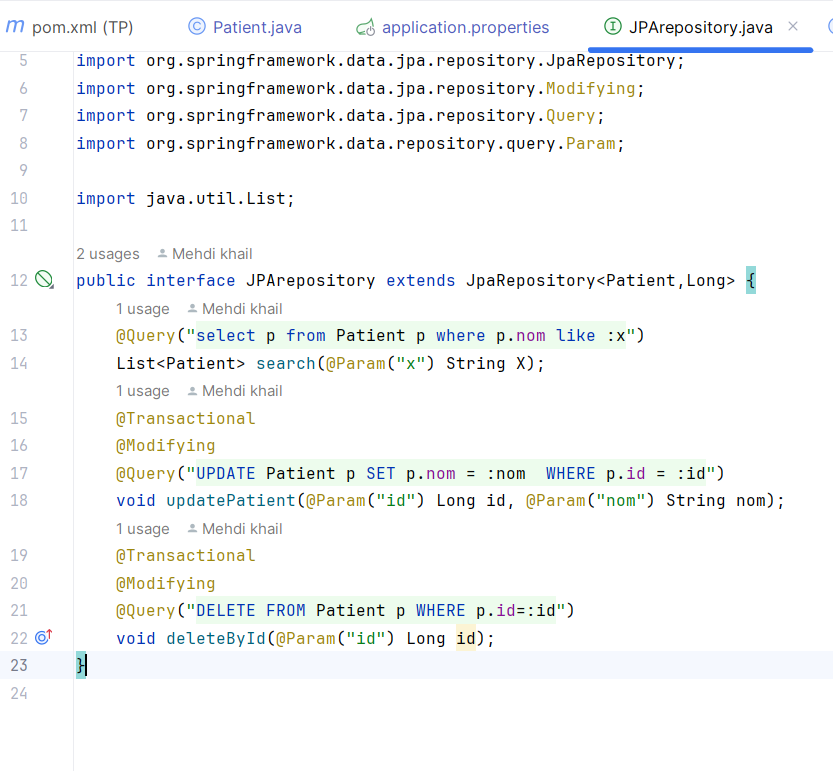 m pom.xml (TP) Patient.java application.properties JPArepository.java
5 import org.springframework.data.jpa.repository.JpaRepository;
6 import org.springframework.data.jpa.repository.Modifying;
7 import org.springframework.data.jpa.repository.Query;
8 import org.springframework.data.repository.query.Param;
9
10 import java.util.List;
11
2 usages Mehdi khail
12 public interface JPArepository extends JpaRepository<Patient,Long> {
1 usage Mehdi khail
13 @Query("select p from Patient p where p.nom like :x")
14 List<Patient> search(@Param("x") String X);
1 usage Mehdi khail
15 @Transactional
16 @Modifying
17 @Query("UPDATE Patient p SET p.nom = :nom  WHERE p.id = :id")
18 void updatePatient(@Param("id") Long id, @Param("nom") String nom);
1 usage Mehdi khail
19 @Transactional
20 @Modifying
21 @Query("DELETE FROM Patient p WHERE p.id=:id")
22 void deleteById(@Param("id") Long id);
23 }
24